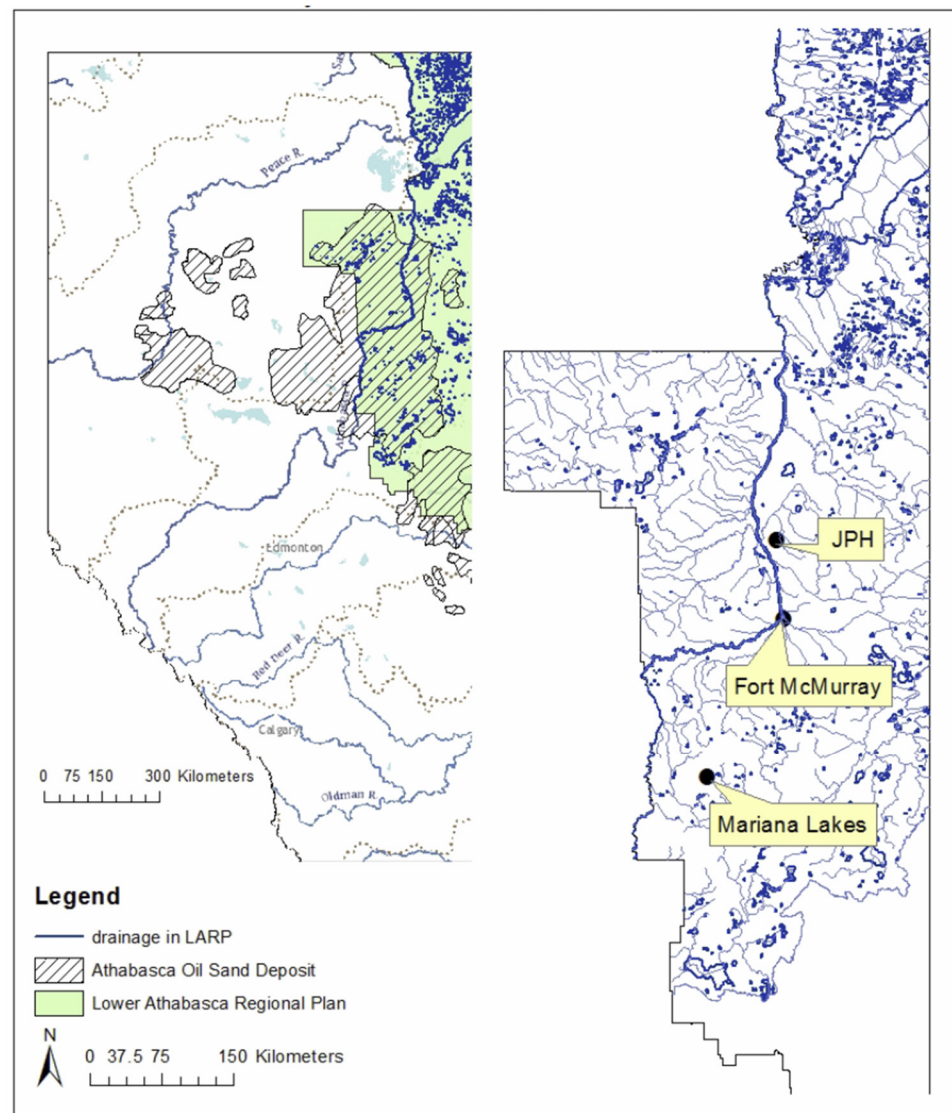 Peace R.
Edmonton
Red Deer R.
Calgary
Oldman R.
0 75 150 300 Kilometers
JPH
Fort McMurray
Mariana Lakes
Legend
drainage in LARP
Athabasca Oil Sand Deposit
Lower Athabasca Regional Plan
N
0 37.5 75 150 Kilometers